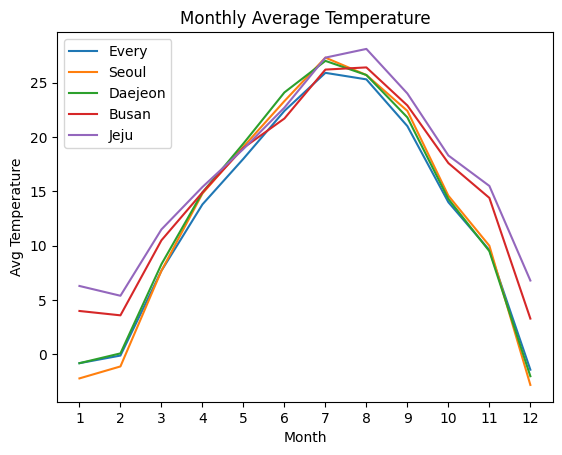 Monthly Average Temperature
Every
Seoul
Daejeon
Busan
Jeju
Avg Temperature
25
20
15
10
5
0
1 2 3 4 5 6 7 8 9 10 11 12
Month